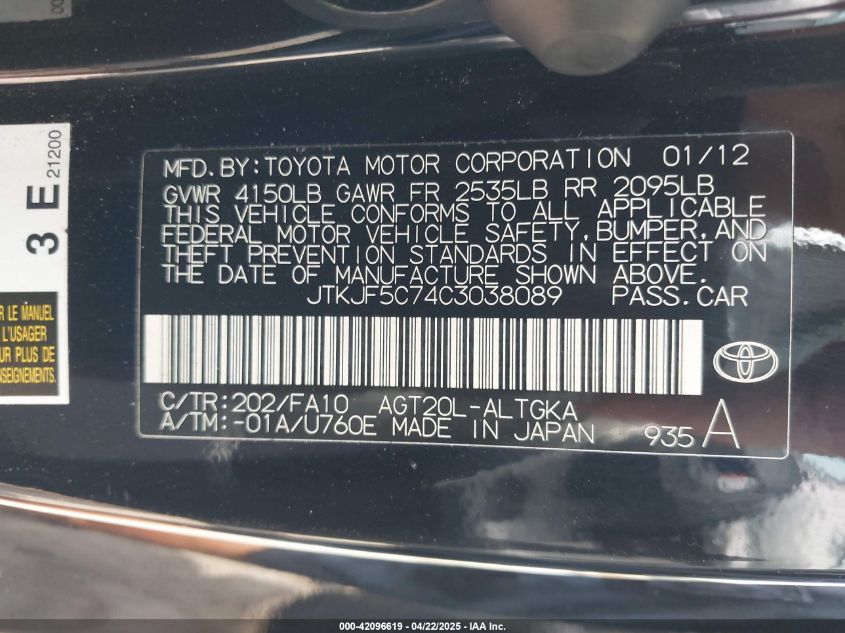 MFD.BY:TOYOTA MOTOR CORPORATION 01/12
GVWR 4150LB GAWR FR 2535LB RR 2095LB
THIS VEHICLE CONFORMS TO ALL APPLICABLE
FEDERAL MOTOR VEHICLE SAFETY,BUMPER,AND
THEFT PREVENTION STANDARDS IN EFFECT ON
THE DATE OF MANUFACTURE SHOWN ABOVE.
JTKJF5C74C3038089 PASS.CAR
C/TR:202/FA10 AGT20L-ALTGKA
A/TM:-01A/U760E MADE IN JAPAN 935 A
3 E 21200
LE MANUEL
L'USAGER
PLUS DE
000-42096619 - 04/22/2025 - IAA Inc.